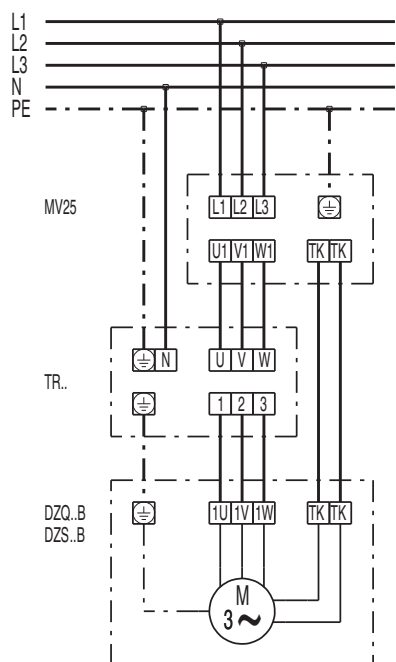 L1
L2
L3
N
PE
MV25
L1 L2 L3
U1 V1 W1 TK TK
TR..
N U V W
1 2 3
DZQ..B
DZS..B
1U 1V 1W TK TK
M
3 ~